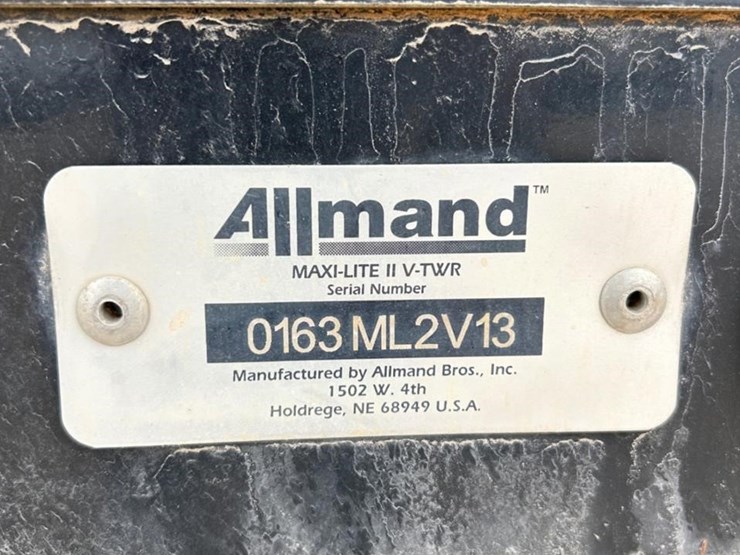 Allmand™
MAXI-LITE II V-TWR
Serial Number
0163 ML2V13
Manufactured by Allmand Bros., Inc.
1502 W. 4th
Holdrege, NE 68949 U.S.A.